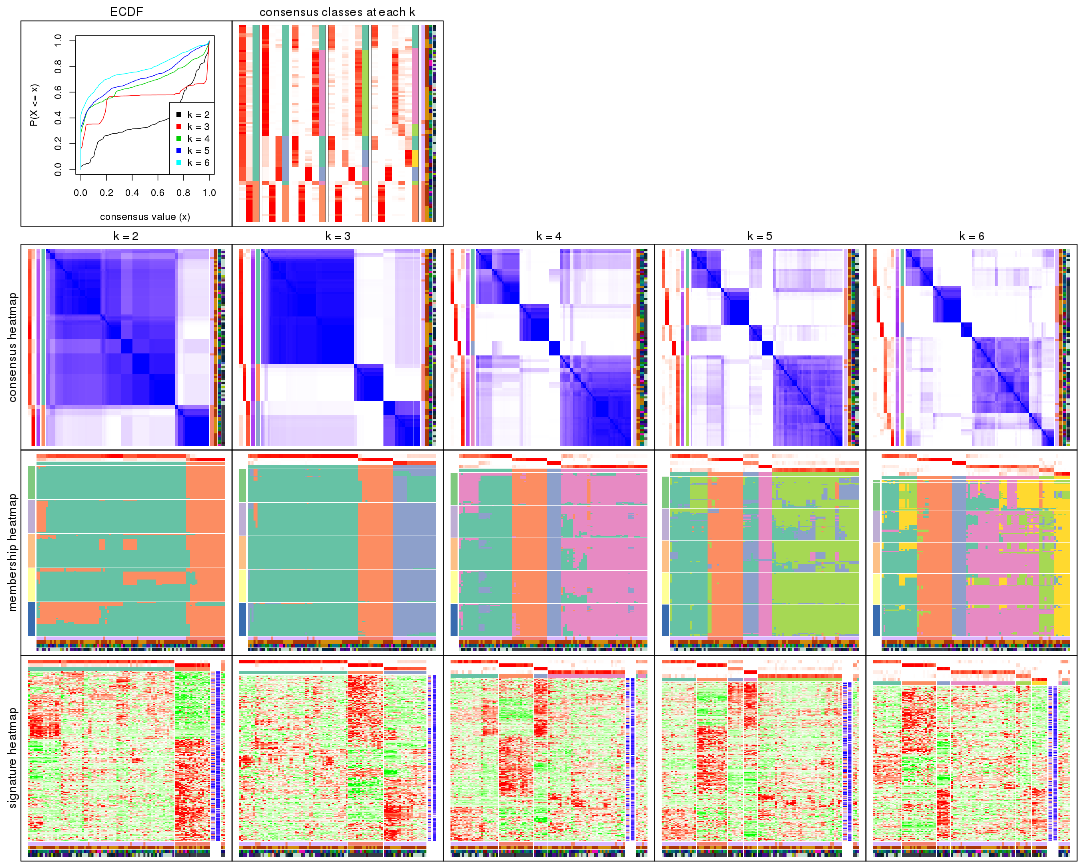 ECDF
consensus classes at each k
P(X <= x)
1.0
0.8
0.6
0.4
0.2
0.0
k = 2
k = 3
k = 4
k = 5
k = 6
0.0 0.2 0.4 0.6 0.8 1.0
consensus value (x)
k = 2 k = 3 k = 4 k = 5 k = 6
consensus heatmap
membership heatmap
signature heatmap